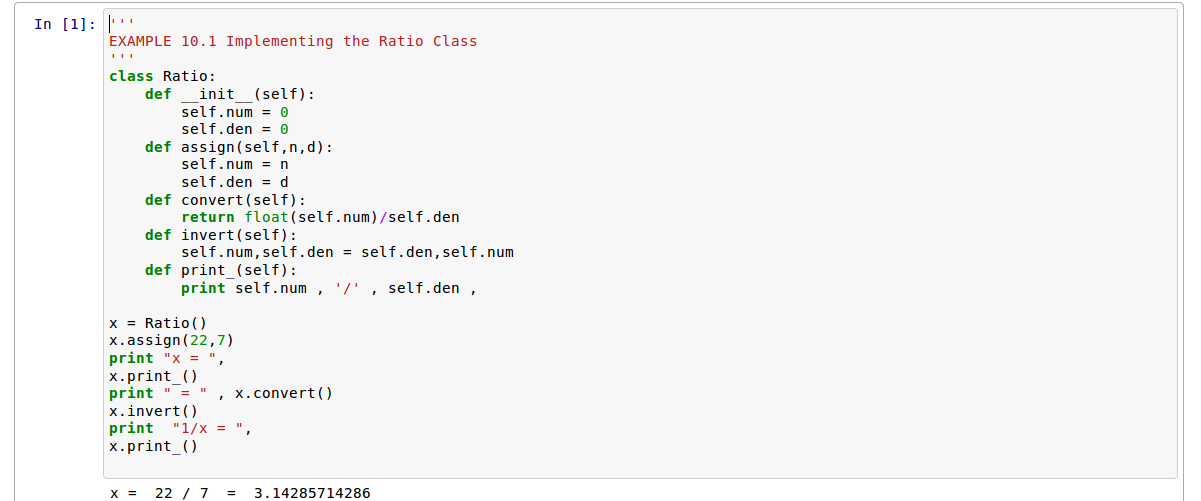 In [1]: '''
EXAMPLE 10.1 Implementing the Ratio Class
'''
class Ratio:
    def __init__(self):
        self.num = 0
        self.den = 0
    def assign(self,n,d):
        self.num = n
        self.den = d
    def convert(self):
        return float(self.num)/self.den
    def invert(self):
        self.num,self.den = self.den,self.num
    def print_(self):
        print self.num , '/' , self.den ,

x = Ratio()
x.assign(22,7)
print "x = ",
x.print_()
print " = " , x.convert()
x.invert()
print  "1/x = ",
x.print_()

x =  22 / 7  =  3.14285714286